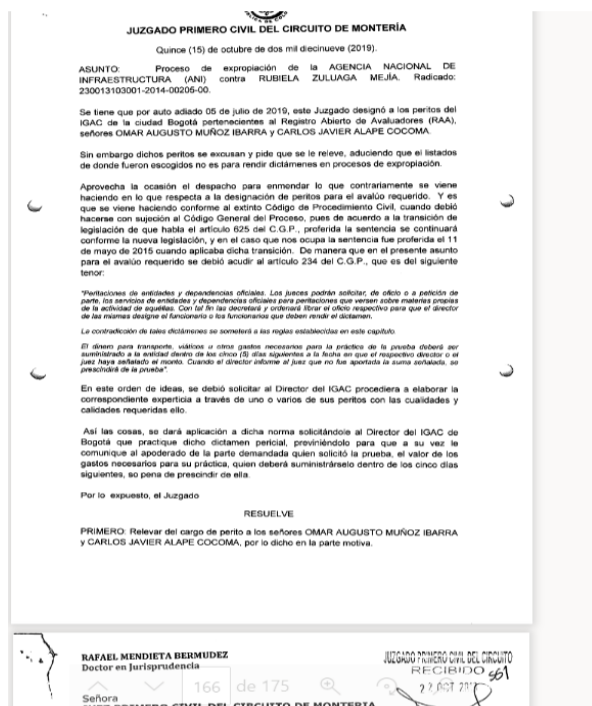 JUZGADO PRIMERO CIVIL DEL CIRCUITO DE MONTERÍA
Quince (15) de octubre de dos mil diecinueve (2019).
ASUNTO: Proceso de expropiación de la AGENCIA NACIONAL DE
INFRAESTRUCTURA (ANI) contra RUBIELA ZULUAGA MEJÍA. Radicado:
230013103001-2014-00206-00.
Se tiene que por auto adiado 05 de julio de 2019, este Juzgado designó a los peritos del
IGAC de la ciudad Bogotá pertenecientes al Registro Abierto de Avaluadores (RAA),
señores OMAR AUGUSTO MUÑOZ IBARRA y CARLOS JAVIER ALAPE COCOMA.
Sin embargo dichos peritos se excusan y pide que se le releve, aduciendo que el listados
de donde fueron escogidos no es para rendir dictámenes en procesos de expropiación.
Aprovecha la ocasión el despacho para enmendar lo que contrariamente se viene
haciendo en lo que respecta a la designación de peritos para el avalúo requerido. Y es
que se viene haciendo conforme al extinto Código de Procedimiento Civil, cuando debió
hacerse con sujeción al Código General del Proceso, pues de acuerdo a la transición de
legislación de que habla el artículo 625 del C.G.P., proferida la sentencia se continuará
conforme la nueva legislación, y en el caso que nos ocupa la sentencia fue proferida el 11
de mayo de 2015 cuando aplicaba dicha transición. De manera que en el presente asunto
para el avalúo requerido se debió acudir al artículo 234 del C.G.P., que es del siguiente
tenor:
"Peritaciones de entidades y dependencias oficiales. Los jueces podrán solicitar, de oficio o a petición de
parte, los servicios de entidades y dependencias oficiales para peritaciones que versen sobre materias propias
de la actividad de aquellas. Con tal fin las decretará y ordenará librar el oficio respectivo para que el director
de las mismas designe el funcionario o los funcionarios que deben rendir el dictamen.
La contradicción de tales dictámenes se someterá a las reglas establecidas en este capítulo.
El dinero para transporte, viáticos u otros gastos necesarios para la práctica de la prueba deberá ser
suministrado a la entidad dentro de los cinco (5) días siguientes a la fecha en que el respectivo director o el
juez haya señalado el monto. Cuando el director informe al juez que no fue aportada la suma señalada, se
prescindirá de la prueba".
En este orden de ideas, se debió solicitar al Director del IGAC procediera a elaborar la
correspondiente experticia a través de uno o varios de sus peritos con las cualidades y
calidades requeridas ello.
Así las cosas, se dará aplicación a dicha norma solicitándole al Director del IGAC de
Bogotá que practique dicho dictamen pericial, previniéndolo para que a su vez le
comunique al apoderado de la parte demandada quien solicitó la prueba, el valor de los
gastos necesarios para su práctica, quien deberá suministrárselo dentro de los cinco días
siguientes, so pena de prescindir de ella.
Por lo expuesto, el Juzgado
RESUELVE
PRIMERO: Relevar del cargo de perito a los señores OMAR AUGUSTO MUÑOZ IBARRA
y CARLOS JAVIER ALAPE COCOMA, por lo dicho en la parte motiva.
RAFAEL MENDIETA BERMUDEZ
Doctor en Jurisprudencia
JUZGADO PRIMERO CIVIL DEL CIRCUITO
RECIBIDO
561
166 de 175
Señora
JUEZ PRIMERO CIVIL DEL CIRCUITO DE MONTERIA